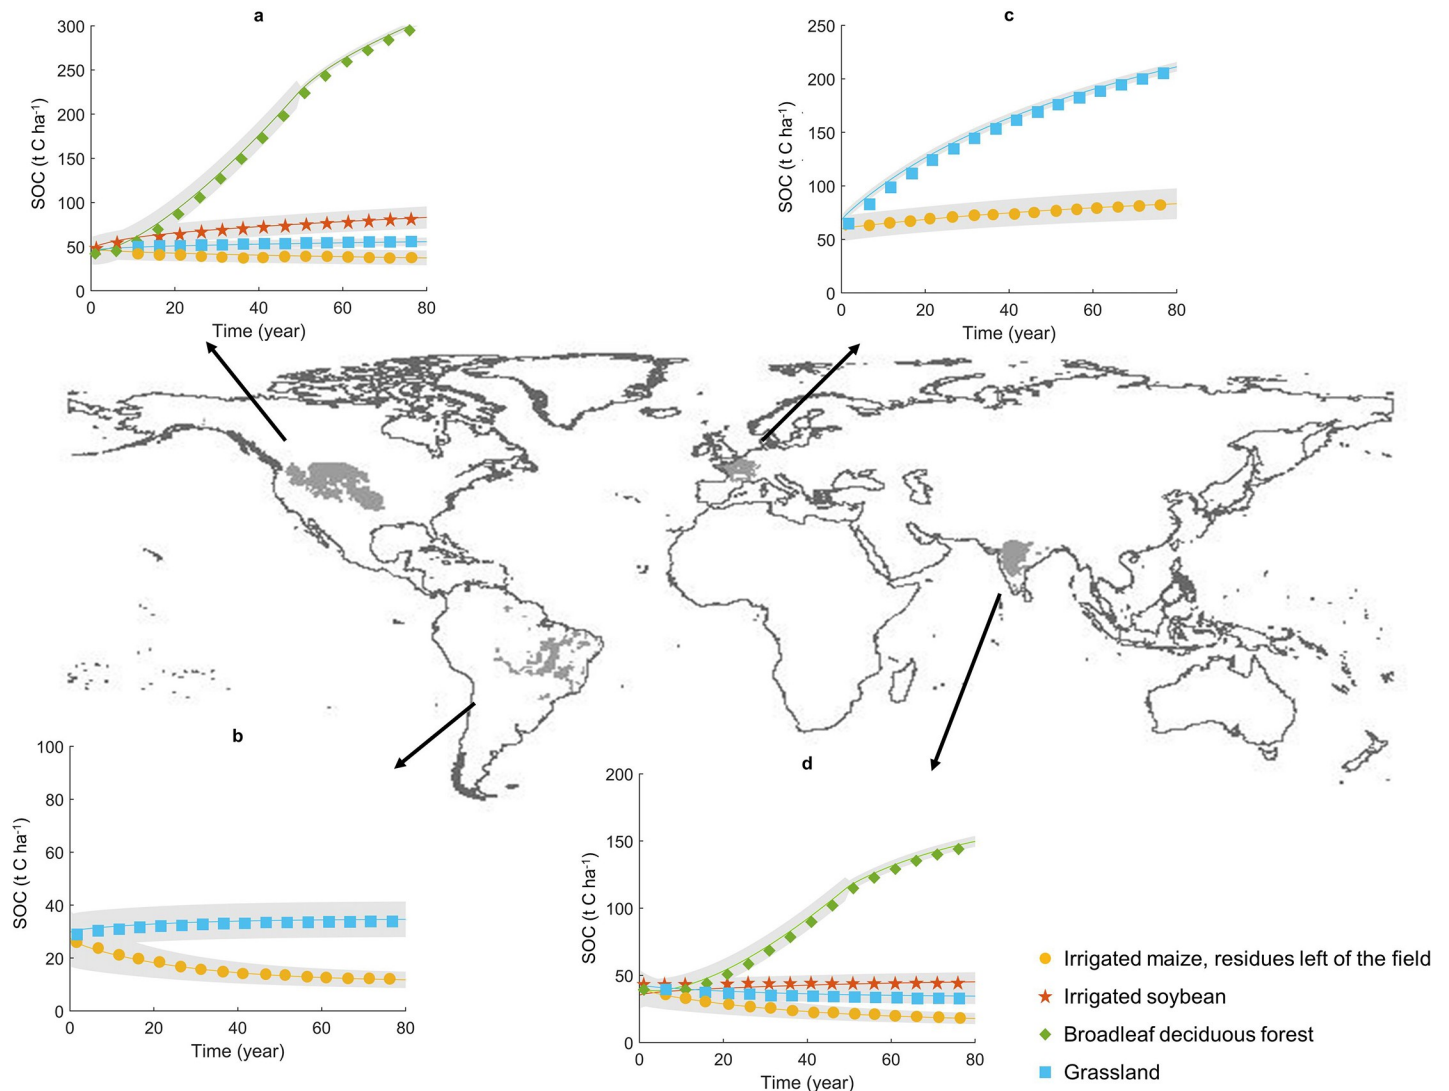 a
SOC (t C ha-1)
300
250
200
150
100
50
0
0 20 40 60 80
Time (year)
c
SOC (t C ha-1)
250
200
150
100
50
0
0 20 40 60 80
Time (year)
b
SOC (t C ha-1)
100
80
60
40
20
0
0 20 40 60 80
Time (year)
d
SOC (t C ha-1)
200
150
100
50
0
0 20 40 60 80
Time (year)
Irrigated maize, residues left of the field
Irrigated soybean
Broadleaf deciduous forest
Grassland